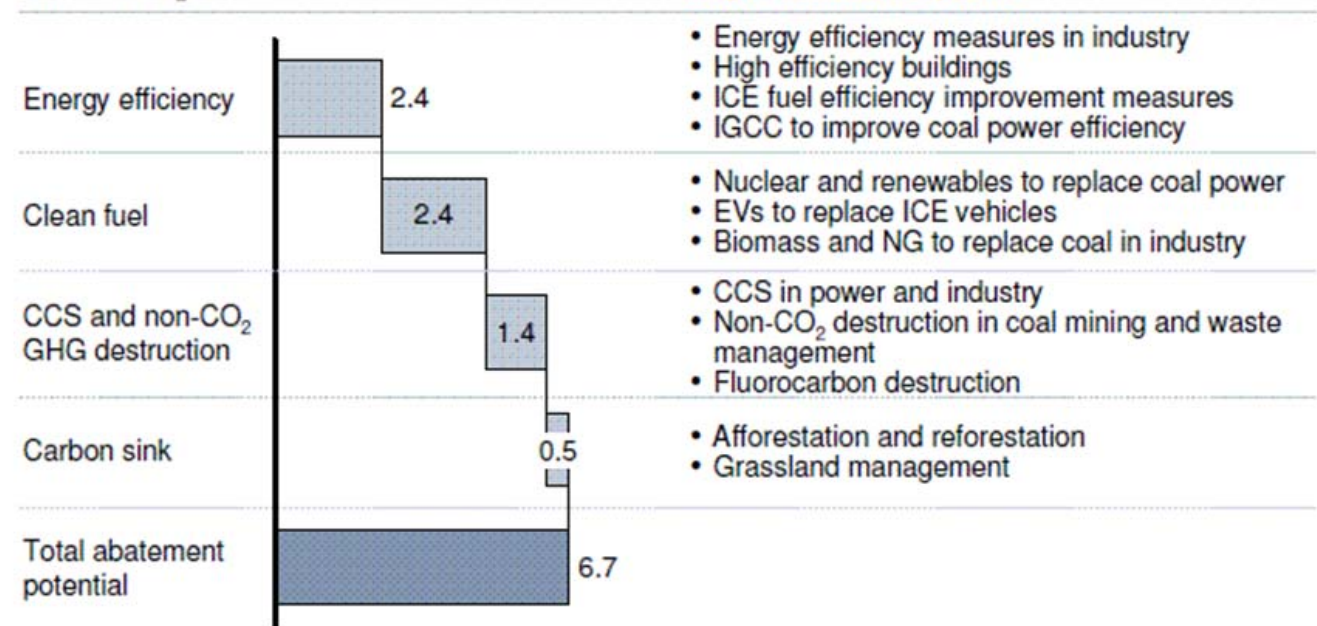 Energy efficiency
2.4
• Energy efficiency measures in industry
• High efficiency buildings
• ICE fuel efficiency improvement measures
• IGCC to improve coal power efficiency
Clean fuel
2.4
• Nuclear and renewables to replace coal power
• EVs to replace ICE vehicles
• Biomass and NG to replace coal in industry
CCS and non-CO₂
GHG destruction
1.4
• CCS in power and industry
• Non-CO₂ destruction in coal mining and waste
management
• Fluorocarbon destruction
Carbon sink
0.5
• Afforestation and reforestation
• Grassland management
Total abatement
potential
6.7